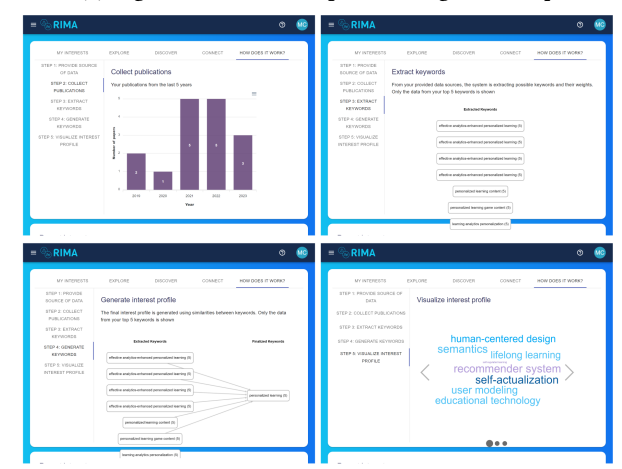 RIMA
MC
MY INTERESTS
EXPLORE
DISCOVER
CONNECT
HOW DOES IT WORK?
STEP 1: PROVIDE SOURCE
OF DATA
STEP 2: COLLECT
PUBLICATIONS
STEP 3: EXTRACT
KEYWORDS
STEP 4: GENERATE
KEYWORDS
STEP 5: VISUALIZE INTEREST
PROFILE
Collect publications
Your publications from the last 5 years
Number of papers
5
4
3
2
1
0
2
1
5
5
3
2019
2020
2021
2022
2023
Year
RIMA
MC
MY INTERESTS
EXPLORE
DISCOVER
CONNECT
HOW DOES IT WORK?
STEP 1: PROVIDE
SOURCE OF DATA
STEP 2: COLLECT
PUBLICATIONS
STEP 3: EXTRACT
KEYWORDS
STEP 4: GENERATE
KEYWORDS
STEP 5: VISUALIZE
INTEREST PROFILE
Extract keywords
From your provided data sources, the system is extracting possible keywords and their weights.
Only the data from your top 5 keywords is shown
Extracted Keywords
effective analytics-enhanced personalized learning (5)
effective analytics-enhanced personalized learning (5)
effective analytics-enhanced personalized learning (5)
effective analytics-enhanced personalized learning (5)
personalized learning content (5)
personalized learning game content (5)
learning analytics personalization (5)
RIMA
MC
MY INTERESTS
EXPLORE
DISCOVER
CONNECT
HOW DOES IT WORK?
STEP 1: PROVIDE
SOURCE OF DATA
STEP 2: COLLECT
PUBLICATIONS
STEP 3: EXTRACT
KEYWORDS
STEP 4: GENERATE
KEYWORDS
STEP 5: VISUALIZE
INTEREST PROFILE
Generate interest profile
The final interest profile is generated using similarities between keywords. Only the data
from your top 5 keywords is shown
Extracted Keywords
Finalized Keywords
effective analytics-enhanced personalized learning (5)
effective analytics-enhanced personalized learning (5)
effective analytics-enhanced personalized learning (5)
effective analytics-enhanced personalized learning (5)
personalized learning content (5)
personalized learning game content (5)
learning analytics personalization (5)
personalized learning (5)
RIMA
MC
MY INTERESTS
EXPLORE
DISCOVER
CONNECT
HOW DOES IT WORK?
STEP 1: PROVIDE SOURCE OF
DATA
STEP 2: COLLECT PUBLICATIONS
STEP 3: EXTRACT KEYWORDS
STEP 4: GENERATE KEYWORDS
STEP 5: VISUALIZE INTEREST
PROFILE
Visualize interest profile
human-centered design
semantics
lifelong learning
recommender system
self-actualization
user modeling
educational technology